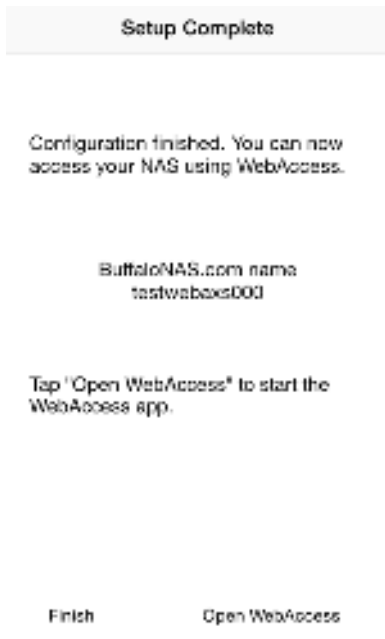 Setup Complete
Configuration finished. You can now
access your NAS using WebAccess.
BuffaloNAS.com name
testwebaxs000
Tap "Open WebAccess" to start the
WebAccess app.
Finish
Open WebAccess